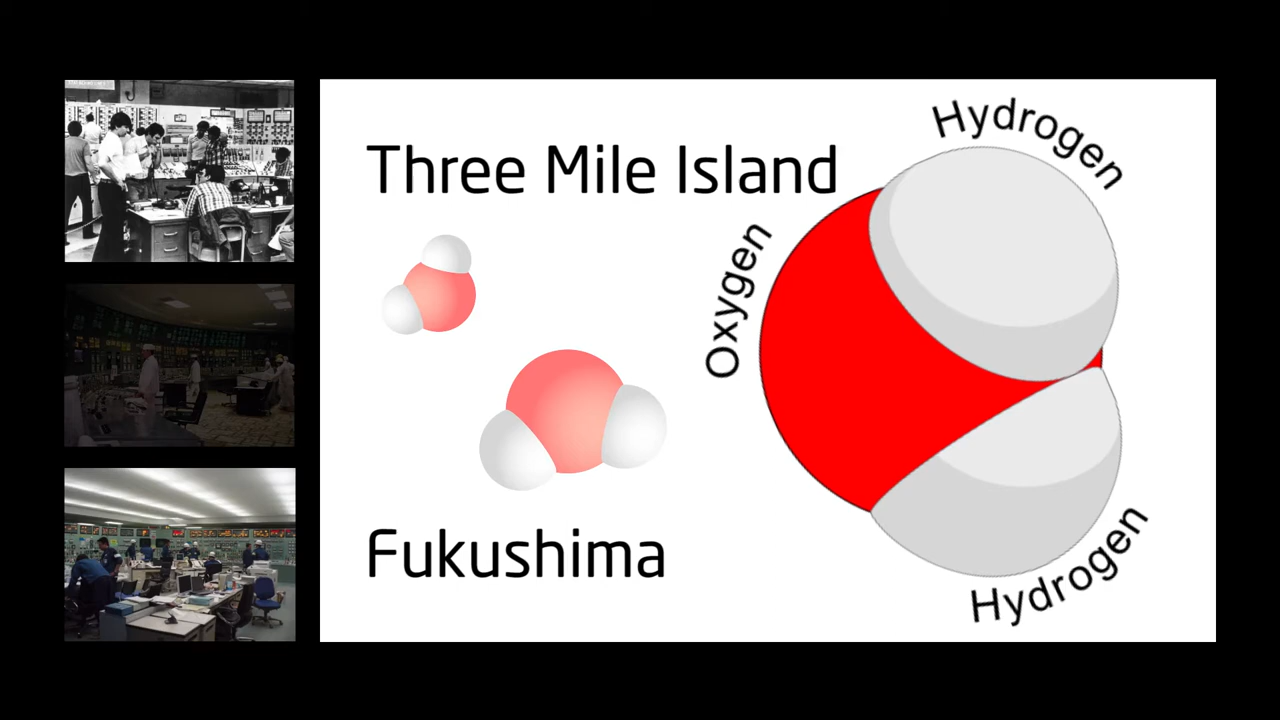 Three Mile Island
Hydrogen
Oxygen
Fukushima
Hydrogen